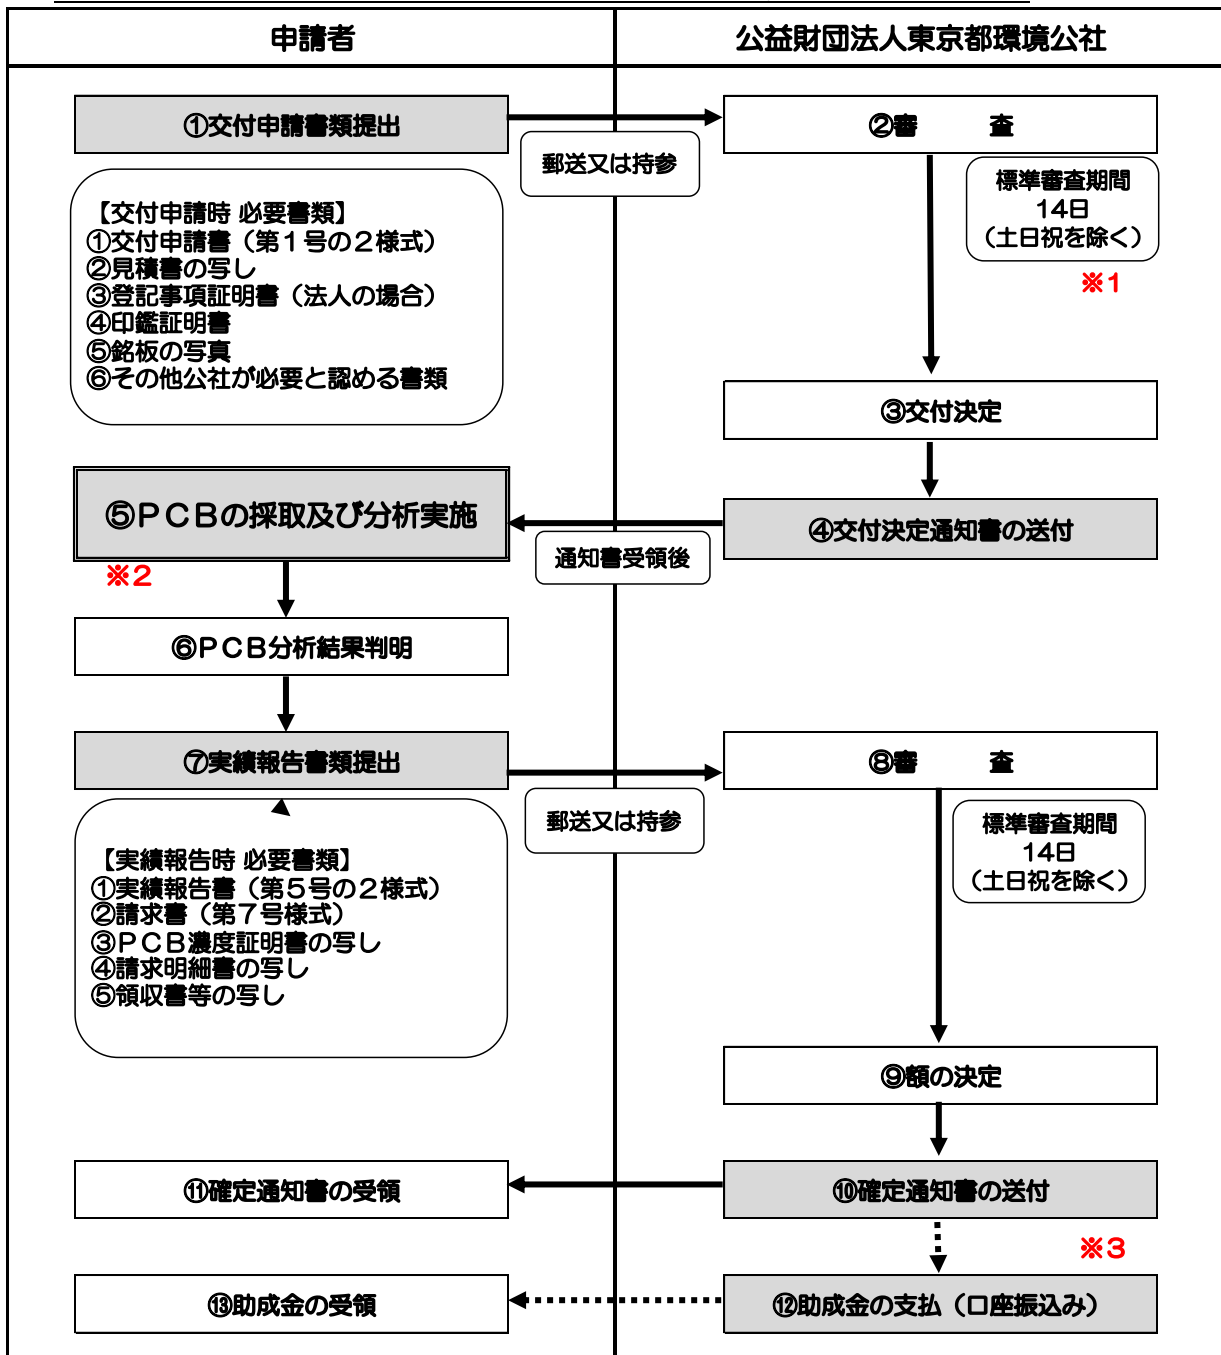 申請者
公益財団法人東京都環境公社
①交付申請書類提出
②審　　　査
郵送又は持参
標準審査期間
14日
（土日祝を除く）
※1
【交付申請時 必要書類】
①交付申請書（第１号の２様式）
②見積書の写し
③登記事項証明書（法人の場合）
④印鑑証明書
⑤銘板の写真
⑥その他公社が必要と認める書類
③交付決定
⑤ＰＣＢの採取及び分析実施
④交付決定通知書の送付
通知書受領後
※2
⑥ＰＣＢ分析結果判明
⑦実績報告書類提出
⑧審　　　査
郵送又は持参
標準審査期間
14日
（土日祝を除く）
【実績報告時 必要書類】
①実績報告書（第５号の２様式）
②請求書（第７号様式）
③ＰＣＢ濃度証明書の写し
④請求明細書の写し
⑤領収書等の写し
⑨額の決定
⑪確定通知書の受領
⑩確定通知書の送付
※3
⑬助成金の受領
⑫助成金の支払（口座振込み）